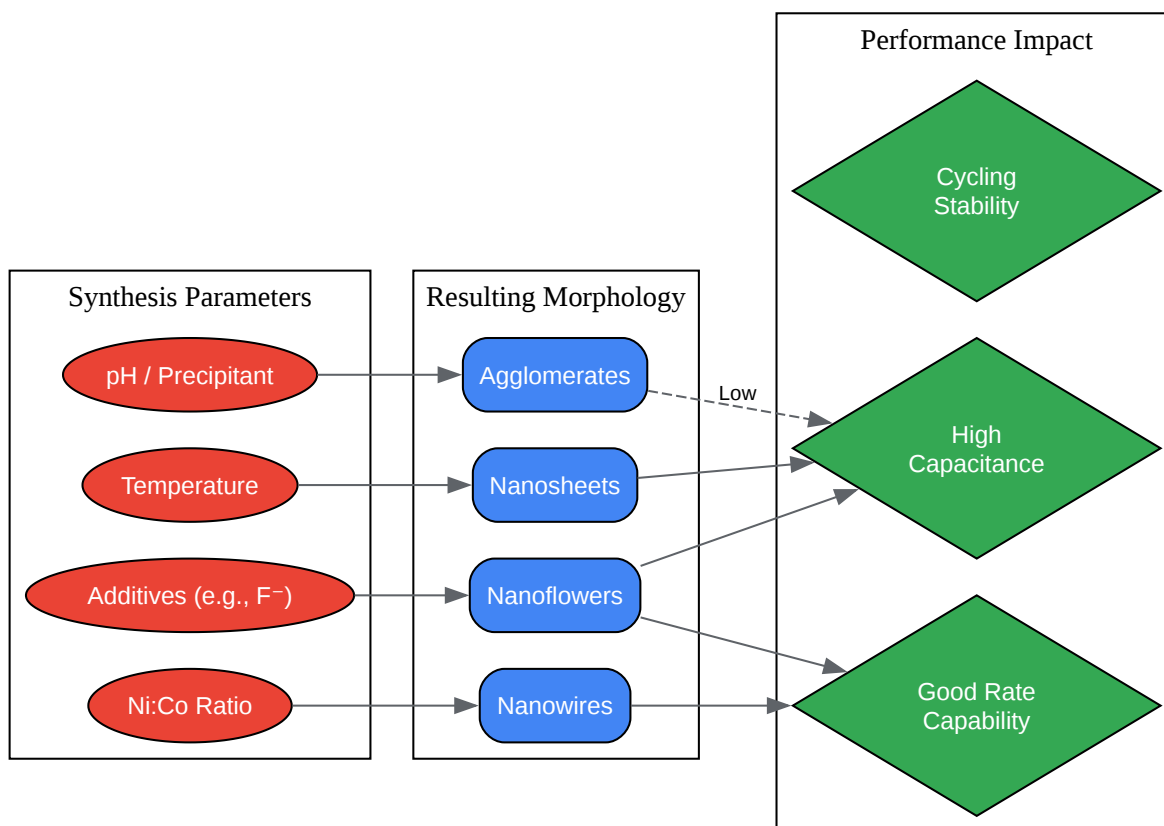 Performance Impact
Cycling
Stability
Synthesis Parameters
Resulting Morphology
pH / Precipitant
Agglomerates
Low
High
Capacitance
Temperature
Nanosheets
Additives (e.g., F⁻)
Nanoflowers
Ni:Co Ratio
Nanowires
Good Rate
Capability